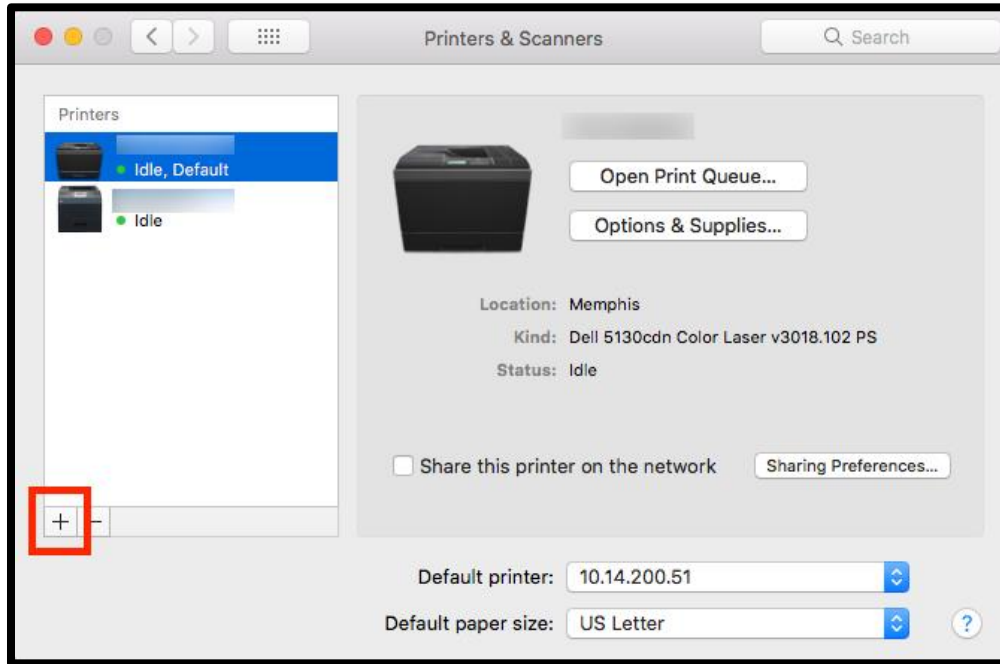 Printers & Scanners
Search
Printers
Idle, Default
Idle
Open Print Queue...
Options & Supplies...
Location: Memphis
Kind: Dell 5130cdn Color Laser v3018.102 PS
Status: Idle
Share this printer on the network
Sharing Preferences...
+ −
Default printer: 10.14.200.51
Default paper size: US Letter
?